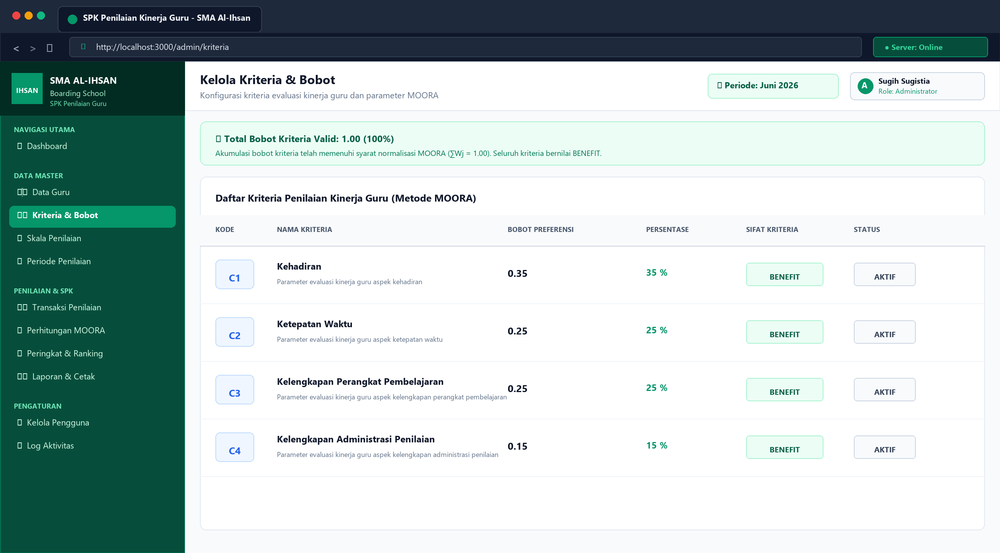 SPK Penilaian Kinerja Guru - SMA Al-Ihsan
< >
http://localhost:3000/admin/kriteria
● Server: Online
IHSAN
SMA AL-IHSAN
Boarding School
SPK Penilaian Guru
NAVIGASI UTAMA
Dashboard
DATA MASTER
Data Guru
Kriteria & Bobot
Skala Penilaian
Periode Penilaian
PENILAIAN & SPK
Transaksi Penilaian
Perhitungan MOORA
Peringkat & Ranking
Laporan & Cetak
PENGATURAN
Kelola Pengguna
Log Aktivitas
Kelola Kriteria & Bobot
Konfigurasi kriteria evaluasi kinerja guru dan parameter MOORA
Periode: Juni 2026
A
Sugih Sugistia
Role: Administrator
Total Bobot Kriteria Valid: 1.00 (100%)
Akumulasi bobot kriteria telah memenuhi syarat normalisasi MOORA (∑Wj = 1.00). Seluruh kriteria bernilai BENEFIT.
Daftar Kriteria Penilaian Kinerja Guru (Metode MOORA)
KODE NAMA KRITERIA BOBOT PREFERENSI PERSENTASE SIFAT KRITERIA STATUS
C1 Kehadiran 0.35 35 % BENEFIT AKTIF
Parameter evaluasi kinerja guru aspek kehadiran
C2 Ketepatan Waktu 0.25 25 % BENEFIT AKTIF
Parameter evaluasi kinerja guru aspek ketepatan waktu
C3 Kelengkapan Perangkat Pembelajaran 0.25 25 % BENEFIT AKTIF
Parameter evaluasi kinerja guru aspek kelengkapan perangkat pembelajaran
C4 Kelengkapan Administrasi Penilaian 0.15 15 % BENEFIT AKTIF
Parameter evaluasi kinerja guru aspek kelengkapan administrasi penilaian